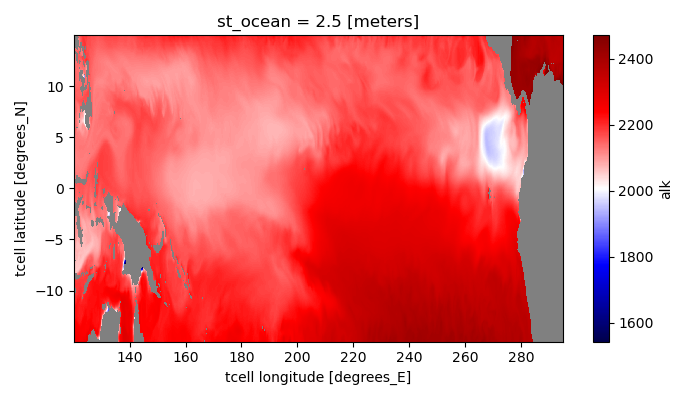 st_ocean = 2.5 [meters]
10
5
0
−5
−10
tcell latitude [degrees_N]
140 160 180 200 220 240 260 280
tcell longitude [degrees_E]
2400
2200
2000
1800
1600
alk